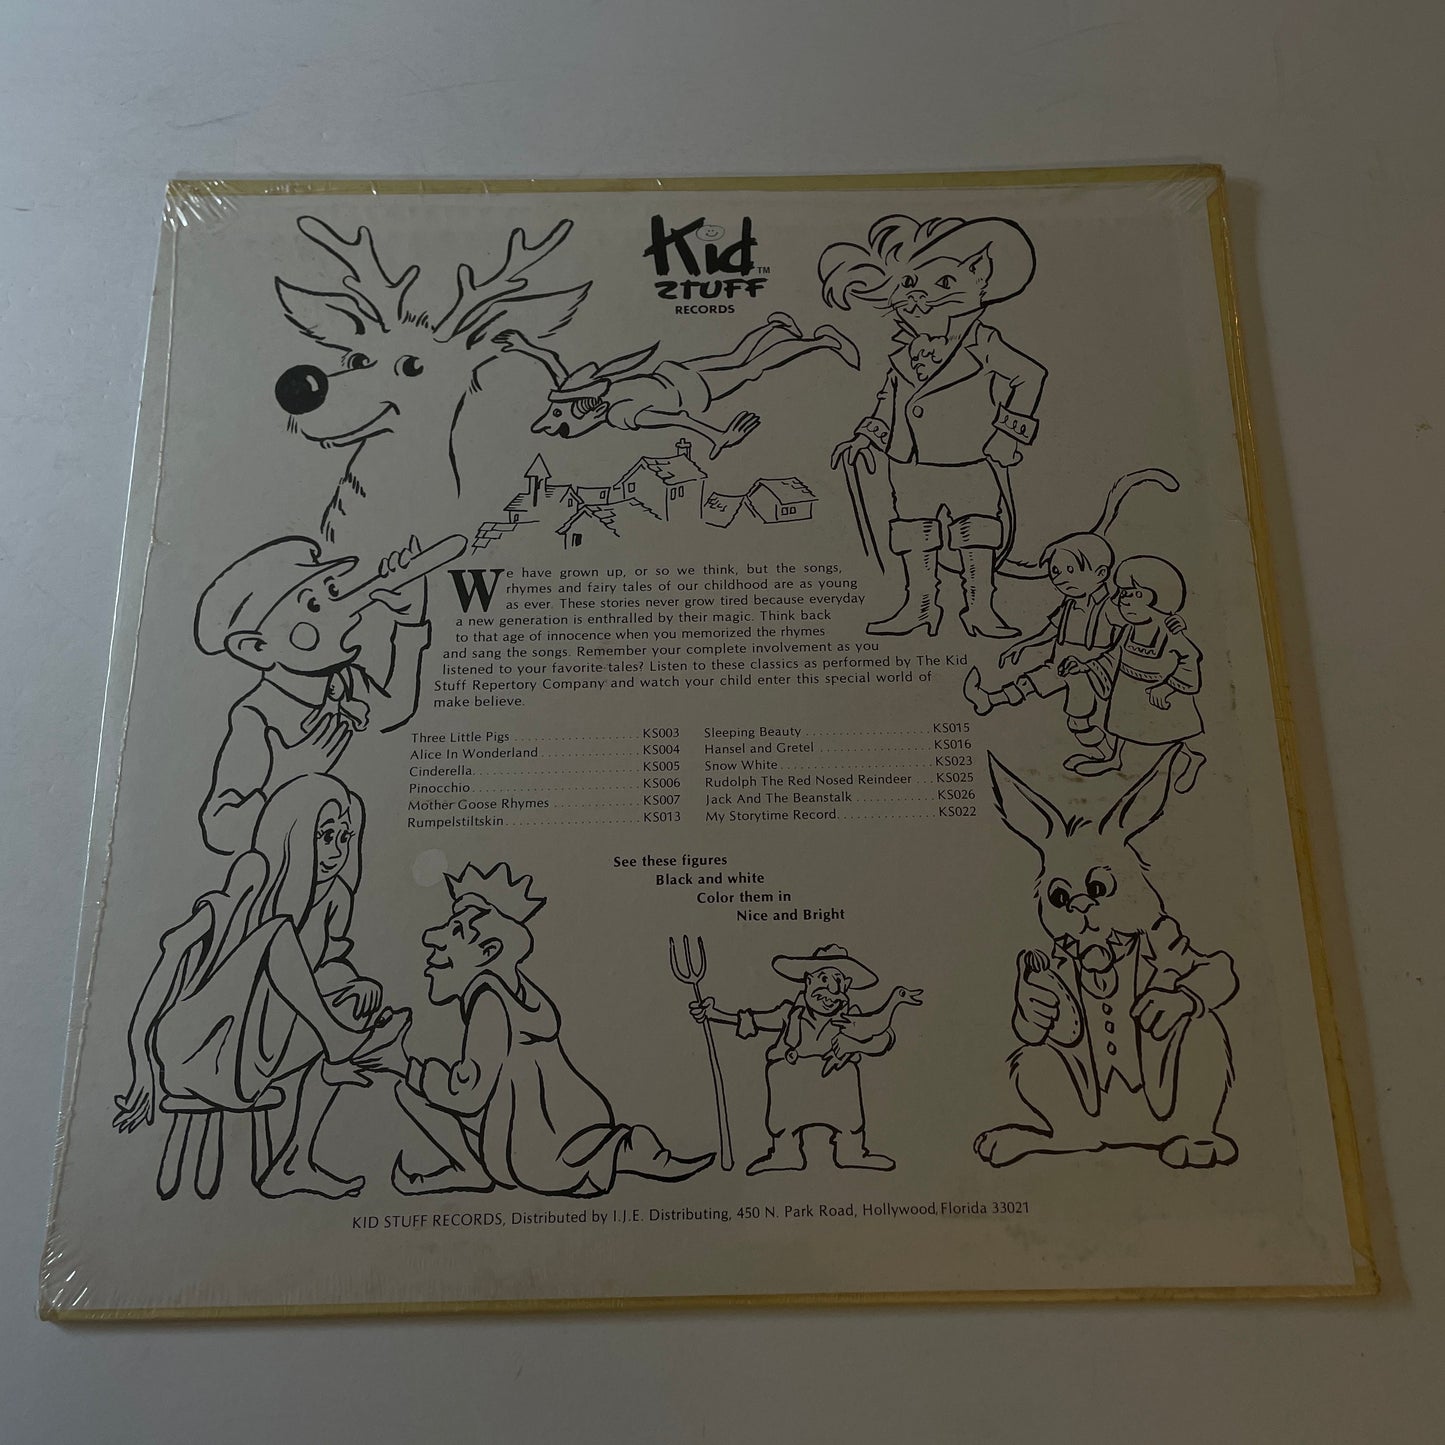 Kid
STUFF
TM
RECORDS
We have grown up, or so we think, but the songs,
rhymes and fairy tales of our childhood are as young
as ever. These stories never grow tired because everyday
a new generation is enthralled by their magic. Think back
to that age of innocence when you memorized the rhymes
and sang the songs. Remember your complete involvement as you
listened to your favorite tales? Listen to these classics as performed by The Kid
Stuff Repertory Company and watch your child enter this special world of
make believe.
Three Little Pigs . . . . . . . . . . . . . . . . . . . KS003
Alice In Wonderland . . . . . . . . . . . . . . . KS004
Cinderella. . . . . . . . . . . . . . . . . . . . . . . . . KS005
Pinocchio. . . . . . . . . . . . . . . . . . . . . . . . . KS006
Mother Goose Rhymes . . . . . . . . . . . . . KS007
Rumpelstiltskin. . . . . . . . . . . . . . . . . . . . KS013
Sleeping Beauty . . . . . . . . . . . . . . . . . . . KS015
Hansel and Gretel . . . . . . . . . . . . . . . . . KS016
Snow White. . . . . . . . . . . . . . . . . . . . . . . KS023
Rudolph The Red Nosed Reindeer . . . KS025
Jack And The Beanstalk . . . . . . . . . . . . KS026
My Storytime Record. . . . . . . . . . . . . . . KS022
See these figures
Black and white
Color them in
Nice and Bright
KID STUFF RECORDS, Distributed by I.J.E. Distributing, 450 N. Park Road, Hollywood, Florida 33021